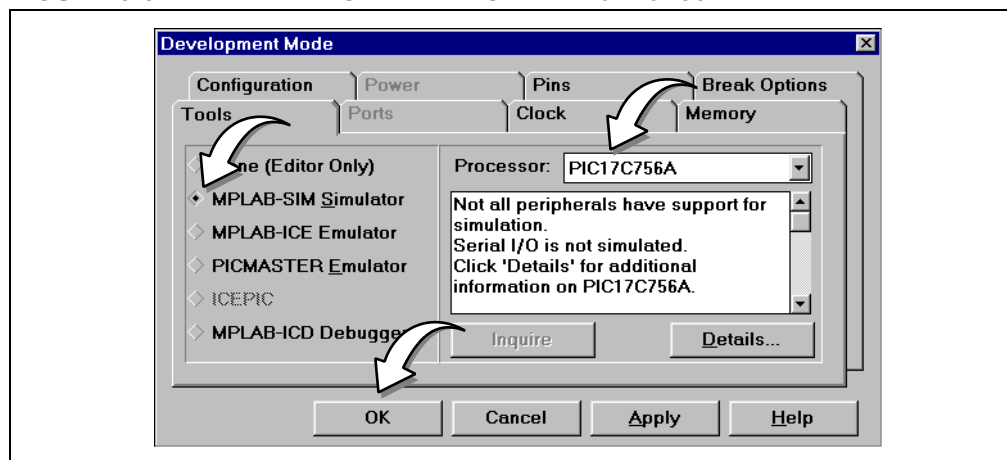 Development Mode
Configuration Power Pins Break Options
Tools Ports Clock Memory
(Editor Only)
MPLAB-SIM Simulator
MPLAB-ICE Emulator
PICMASTER Emulator
ICEPIC
MPLAB-ICD
Processor: PIC17C756A
Not all peripherals have support for
simulation.
Serial I/O is not simulated.
Click 'Details' for additional
information on PIC17C756A.
Inquire Details...
OK Cancel Apply Help